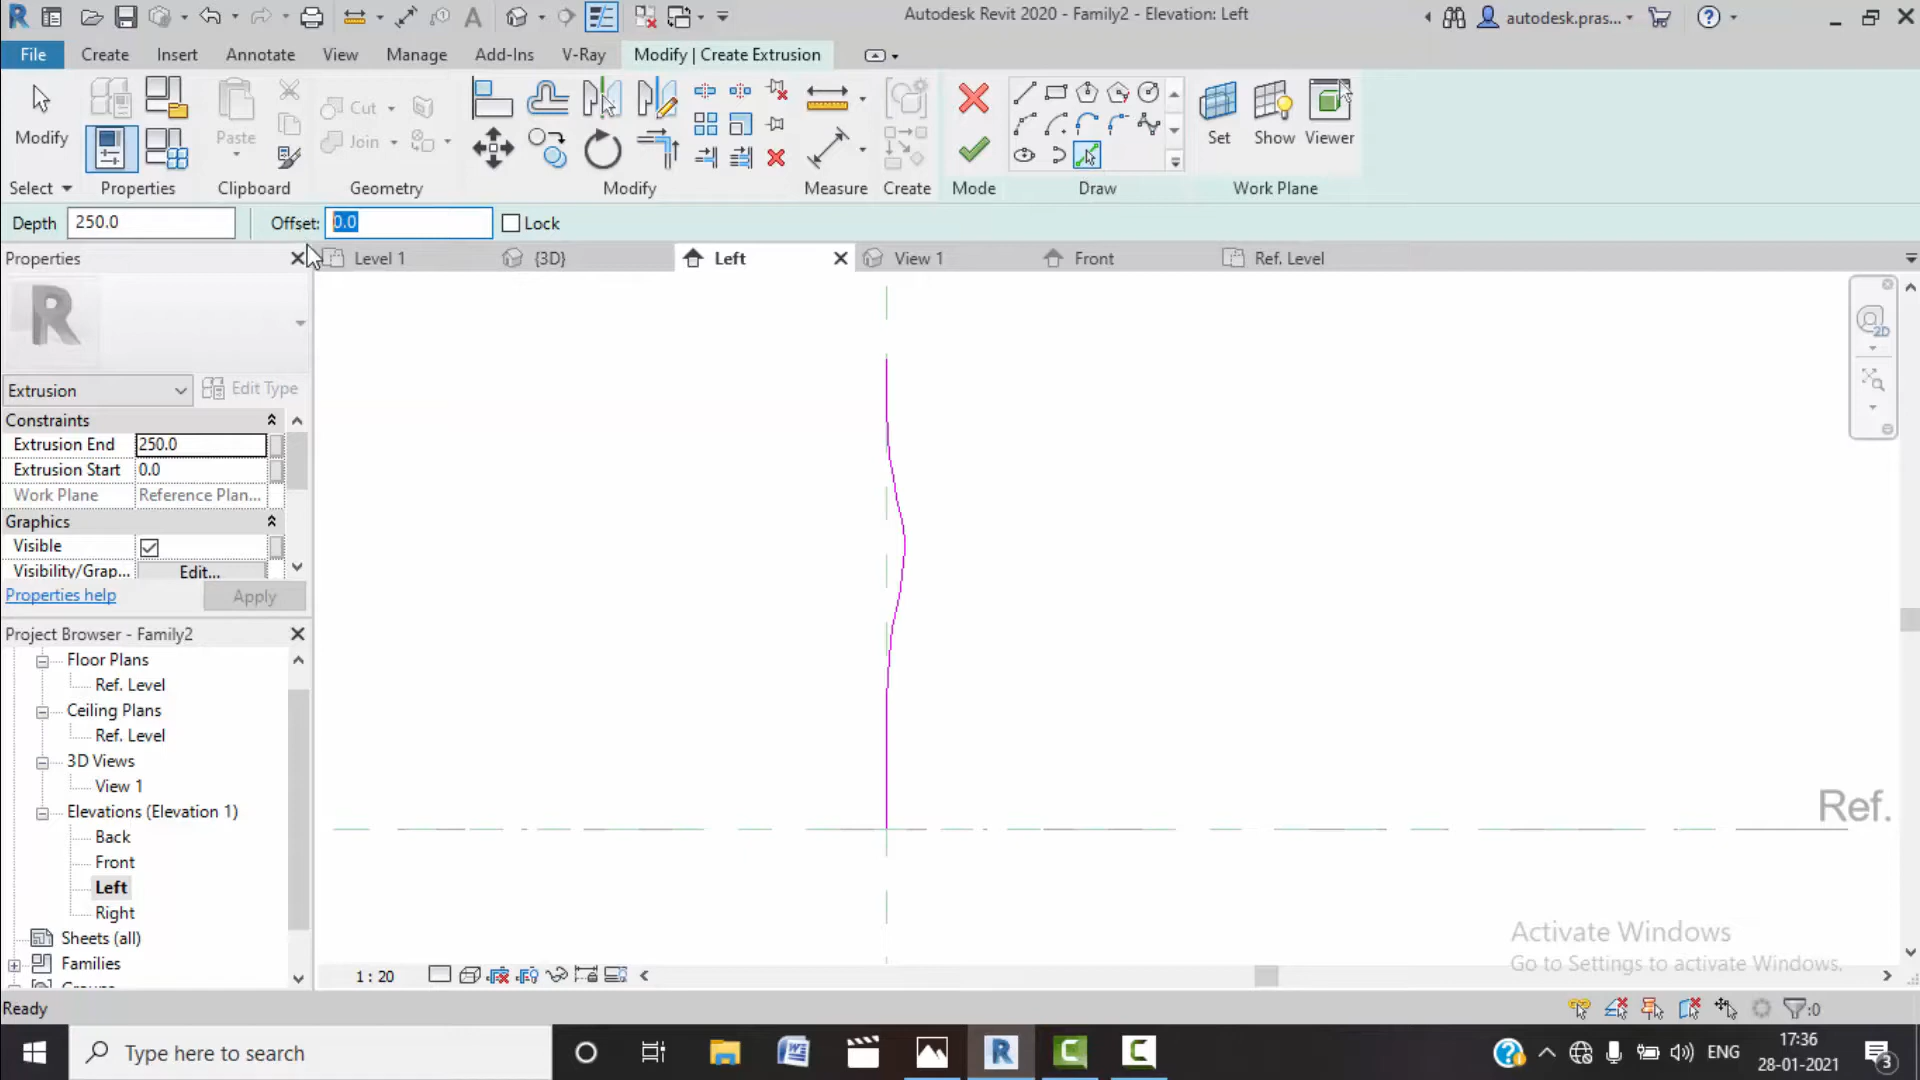 Autodesk Revit 2020 - Family2 - Elevation: Left
autodesk.pras...
File
Create
Insert
Annotate
View
Manage
Add-Ins
V-Ray
Modify | Create Extrusion
Modify
Paste
Cut
Join
Set
Show
Viewer
Select
Properties
Clipboard
Geometry
Modify
Measure
Create
Mode
Draw
Work Plane
Depth
250.0
Offset:
0.0
Lock
Properties
Level 1
{3D}
Left
View 1
Front
Ref. Level
Extrusion
Edit Type
Constraints
Extrusion End
250.0
Extrusion Start
0.0
Work Plane
Reference Plan...
Graphics
Visible
Visibility/Grap...
Edit...
Properties help
Apply
Project Browser - Family2
Floor Plans
Ref. Level
Ceiling Plans
Ref. Level
3D Views
View 1
Elevations (Elevation 1)
Back
Front
Left
Right
Sheets (all)
Families
2D
Ref.
Activate Windows
Go to Settings to activate Windows.
1 : 20
Ready
:0
Type here to search
ENG
17:36
28-01-2021
3